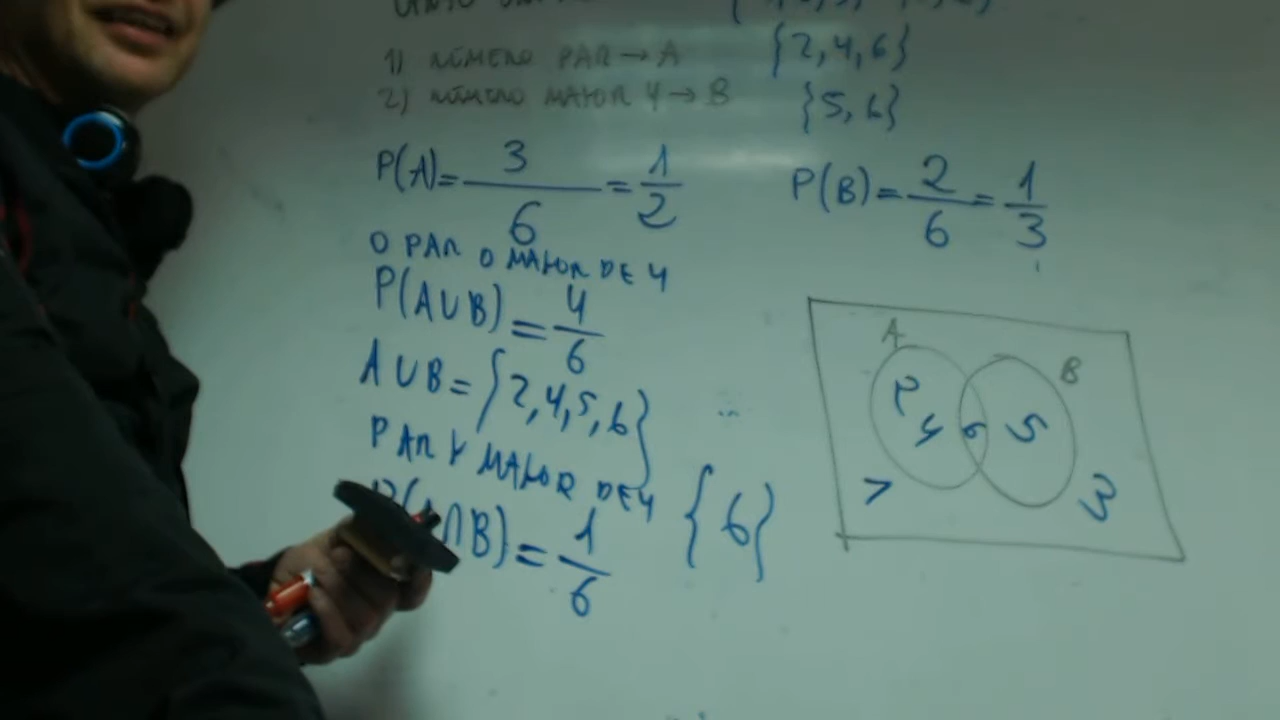 1) NÚMERO PAR → A {2, 4, 6}
2) NÚMERO MAYOR 4 → B {5, 6}
P(A) = 3/6 = 1/2
P(B) = 2/6 = 1/3
O PAR O MAYOR DE 4
P(A∪B) = 4/6
A∪B = {2, 4, 5, 6}
PAR Y MAYOR DE 4
∩B) = 1/6 {6}
A
B
2
4 6 5
1
3